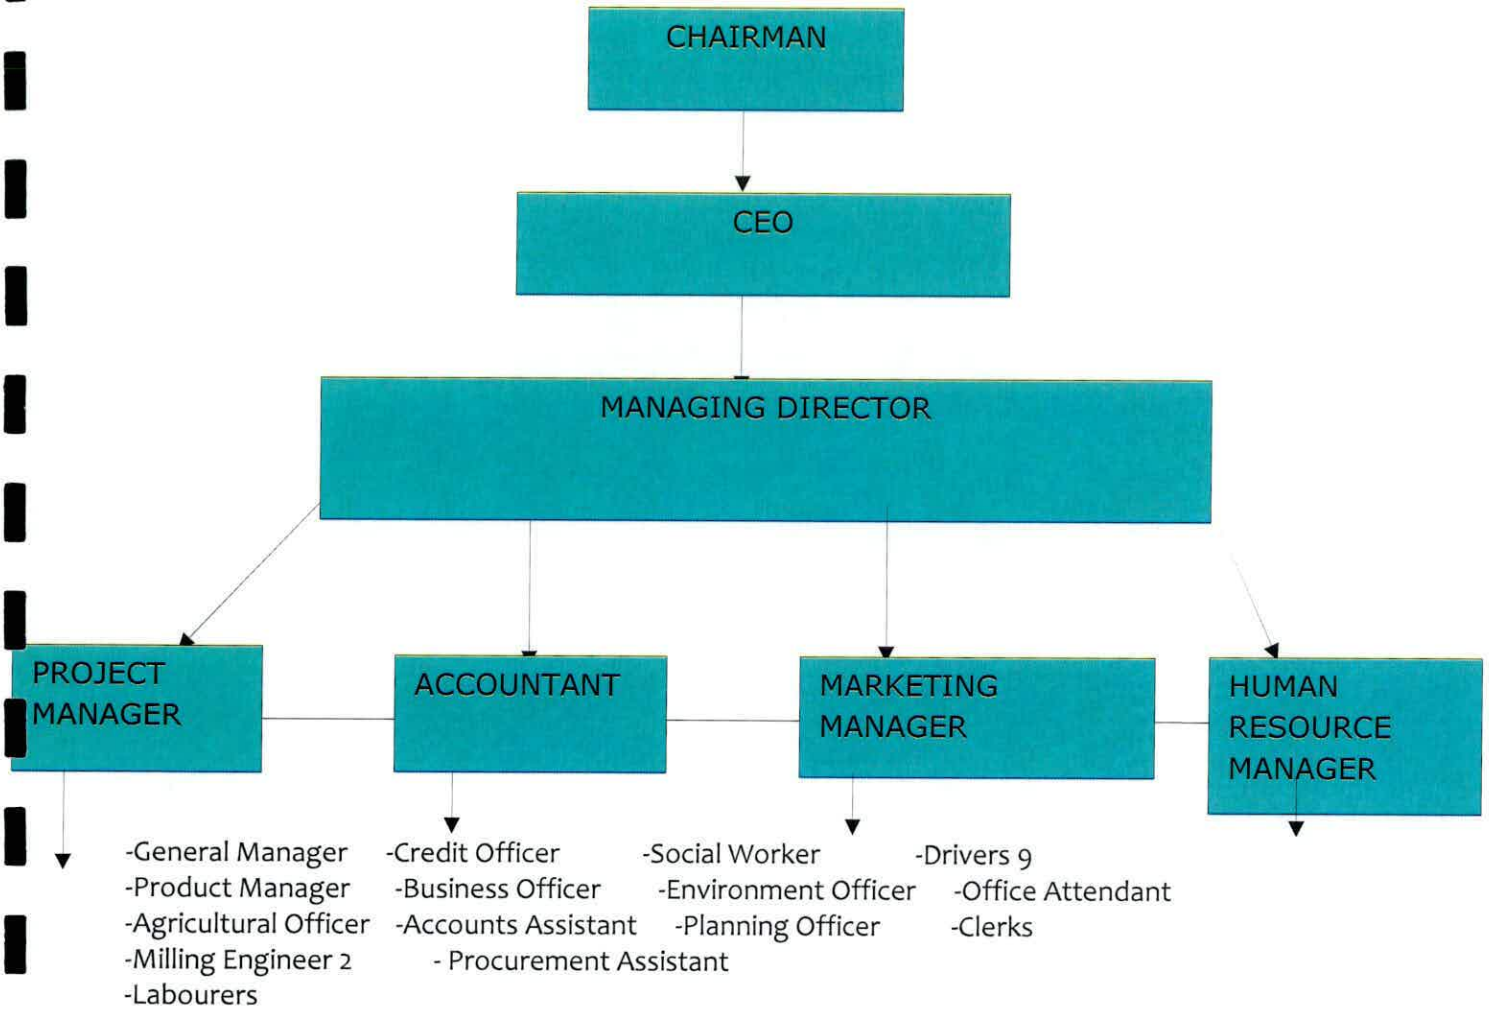 CHAIRMAN
CEO
MANAGING DIRECTOR
PROJECT
MANAGER
ACCOUNTANT
MARKETING
MANAGER
HUMAN
RESOURCE
MANAGER
-General Manager -Credit Officer -Social Worker -Drivers 9
-Product Manager -Business Officer -Environment Officer -Office Attendant
-Agricultural Officer -Accounts Assistant -Planning Officer -Clerks
-Milling Engineer 2 - Procurement Assistant
-Labourers